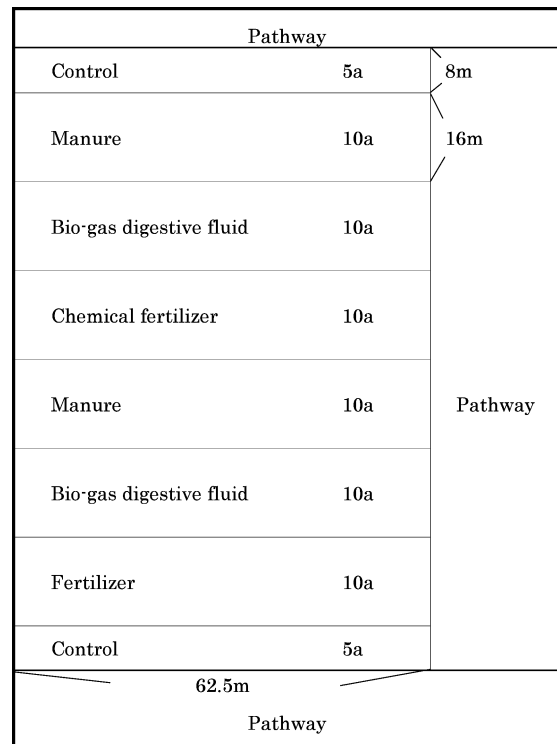 Pathway
Control 5a 8m
Manure 10a 16m
Bio-gas digestive fluid 10a
Chemical fertilizer 10a
Manure 10a Pathway
Bio-gas digestive fluid 10a
Fertilizer 10a
Control 5a
62.5m
Pathway